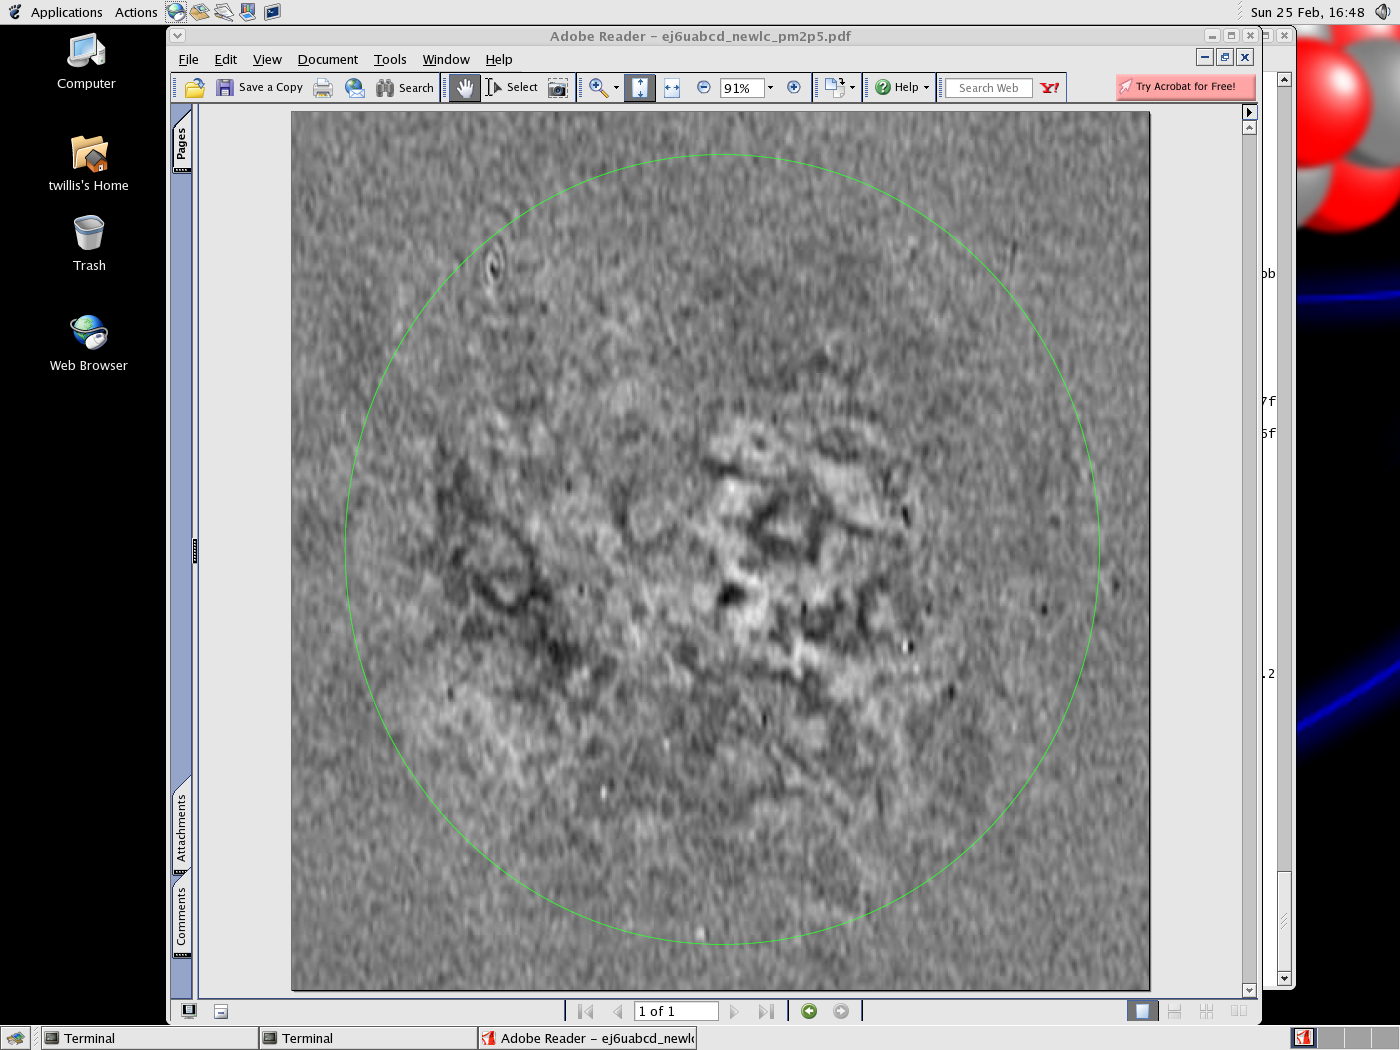 Applications Actions Sun 25 Feb, 16:48
Adobe Reader – ej6uabcd_newlc_pm2p5.pdf
File Edit View Document Tools Window Help
Save a Copy Search Select 91% Help Search Web Y! Try Acrobat for Free!
Computer
twillis's Home
Trash
Web Browser
Pages
Attachments
Comments
pb
7f
5f
.2
1 of 1
Terminal Terminal Adobe Reader – ej6uabcd_newlc